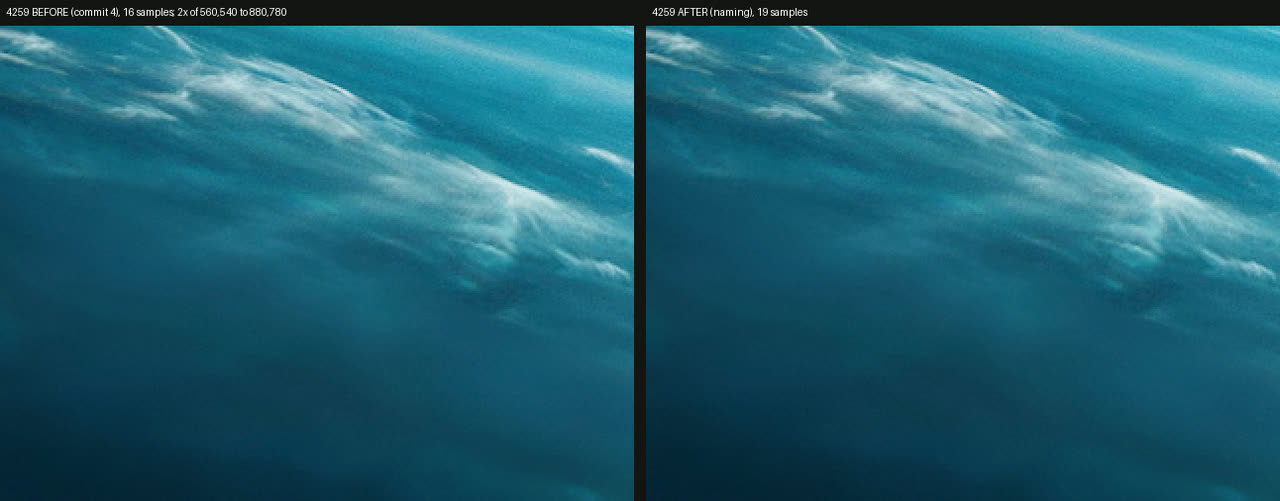 4259 BEFORE (commit 4), 16 samples; 2x of 560,540 to 880,780
4259 AFTER (naming), 19 samples